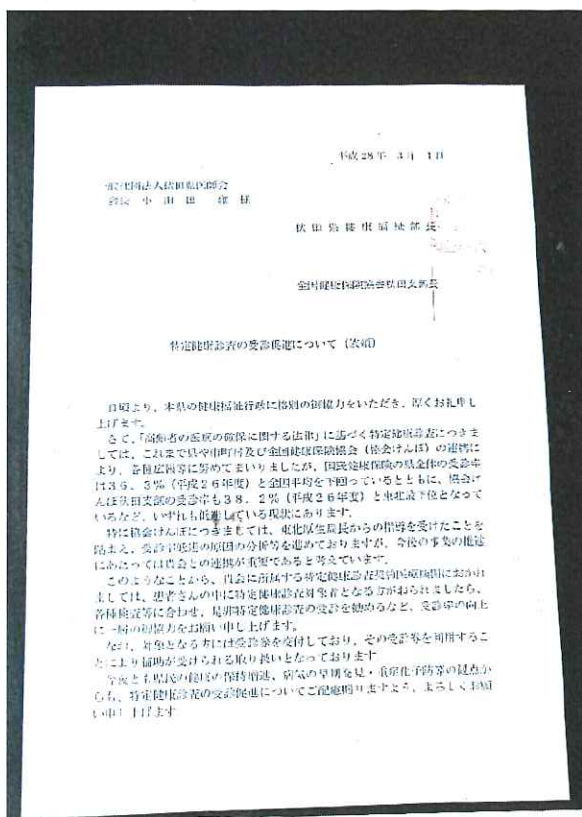 平成28年 3月 1日
一般社団法人秋田県医師会
会長 小山田 雍 様
秋田県健康福祉部長
全国健康保険協会秋田支部長
特定健康診査の受診促進について（依頼）
日頃より、本県の健康福祉行政に格別の御協力をいただき、厚くお礼申し
上げます。
さて、「高齢者の医療の確保に関する法律」に基づく特定健康診査につきま
しては、これまで県や市町村及び全国健康保険協会（協会けんぽ）の連携に
より、各種広報等に努めてまいりましたが、国民健康保険の県全体の受診率
は36．3％（平成26年度）と全国平均を下回っているとともに、協会け
んぽ秋田支部の受診率も38．2％（平成26年度）と東北最下位となって
いるなど、いずれも低迷している現状にあります。
特に協会けんぽにつきましては、東北厚生局長からの指導を受けたことを
踏まえ、受診率低迷の原因の分析等を進めておりますが、今後の事業の推進
にあたっては貴会との連携が重要であると考えています。
このようなことから、貴会に所属する特定健康診査契約医療機関におかれ
ましては、患者さんの中に特定健康診査対象者となる方がおられましたら、
各種検査等に合わせ、是非特定健康診査の受診を勧めるなど、受診率の向上
に一層の御協力をお願い申し上げます。
なお、対象となる方には受診券を交付しており、その受診券を利用するこ
とにより補助が受けられる取り扱いとなっております
今後とも県民の健康の保持増進、病気の早期発見・重症化予防等の観点か
らも、特定健康診査の受診促進についてご配慮賜りますよう、よろしくお願
い申し上げます